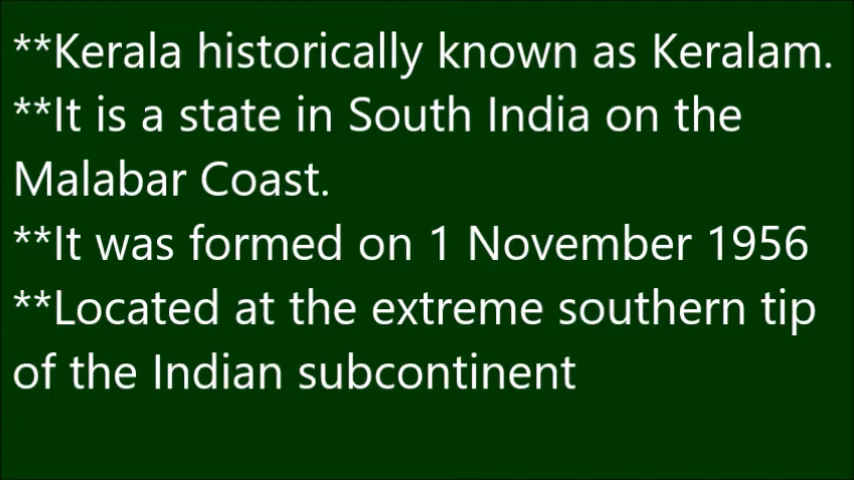 **Kerala historically known as Keralam.
**It is a state in South India on the
Malabar Coast.
**It was formed on 1 November 1956
**Located at the extreme southern tip
of the Indian subcontinent